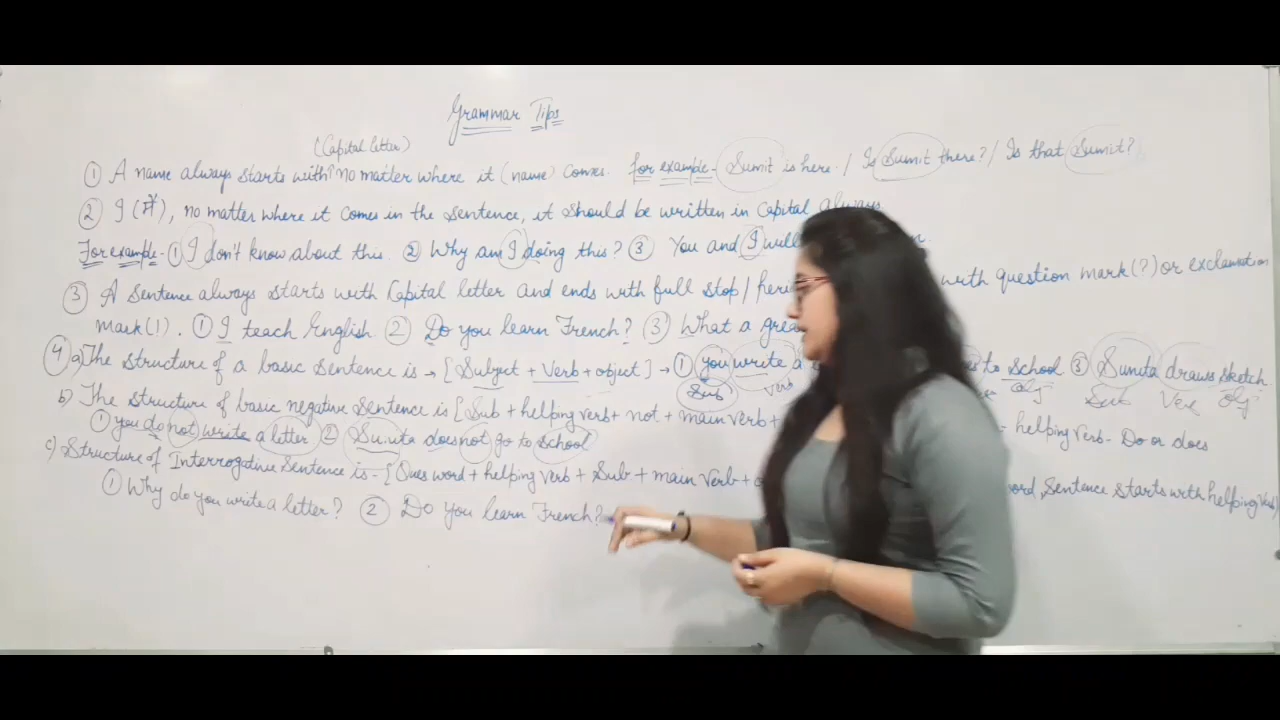 Grammar Tips
(Capital letter)
① A name always starts with ↑ no matter where it (name) comes. For example- Sumit is here. / Is Sumit there? / Is that Sumit?
② I (मैं), no matter where it comes in the sentence, it should be written in capital always
For example- ① I don't know about this. ② Why am I doing this? ③ You and I will
③ A sentence always starts with Capital letter and ends with full stop/ with question mark(?) or exclamation
mark(!). ① I teach English ② Do you learn French? ③ What a
④ a) The structure of a basic sentence is → [Subject + Verb + object] → ① you write a to school ③ Sunita draws sketch.
Sub Verb Obj Sub Verb Obj
b) The structure of basic negative sentence is [Sub + helping verb + not + main verb + helping verb- Do or does
① you do not write a letter ② Sunita does not go to school
c) Structure of Interrogative Sentence is - [Ques word + helping verb + Sub + main verb + sentence starts with helping verb
① Why do you write a letter? ② Do you learn French?